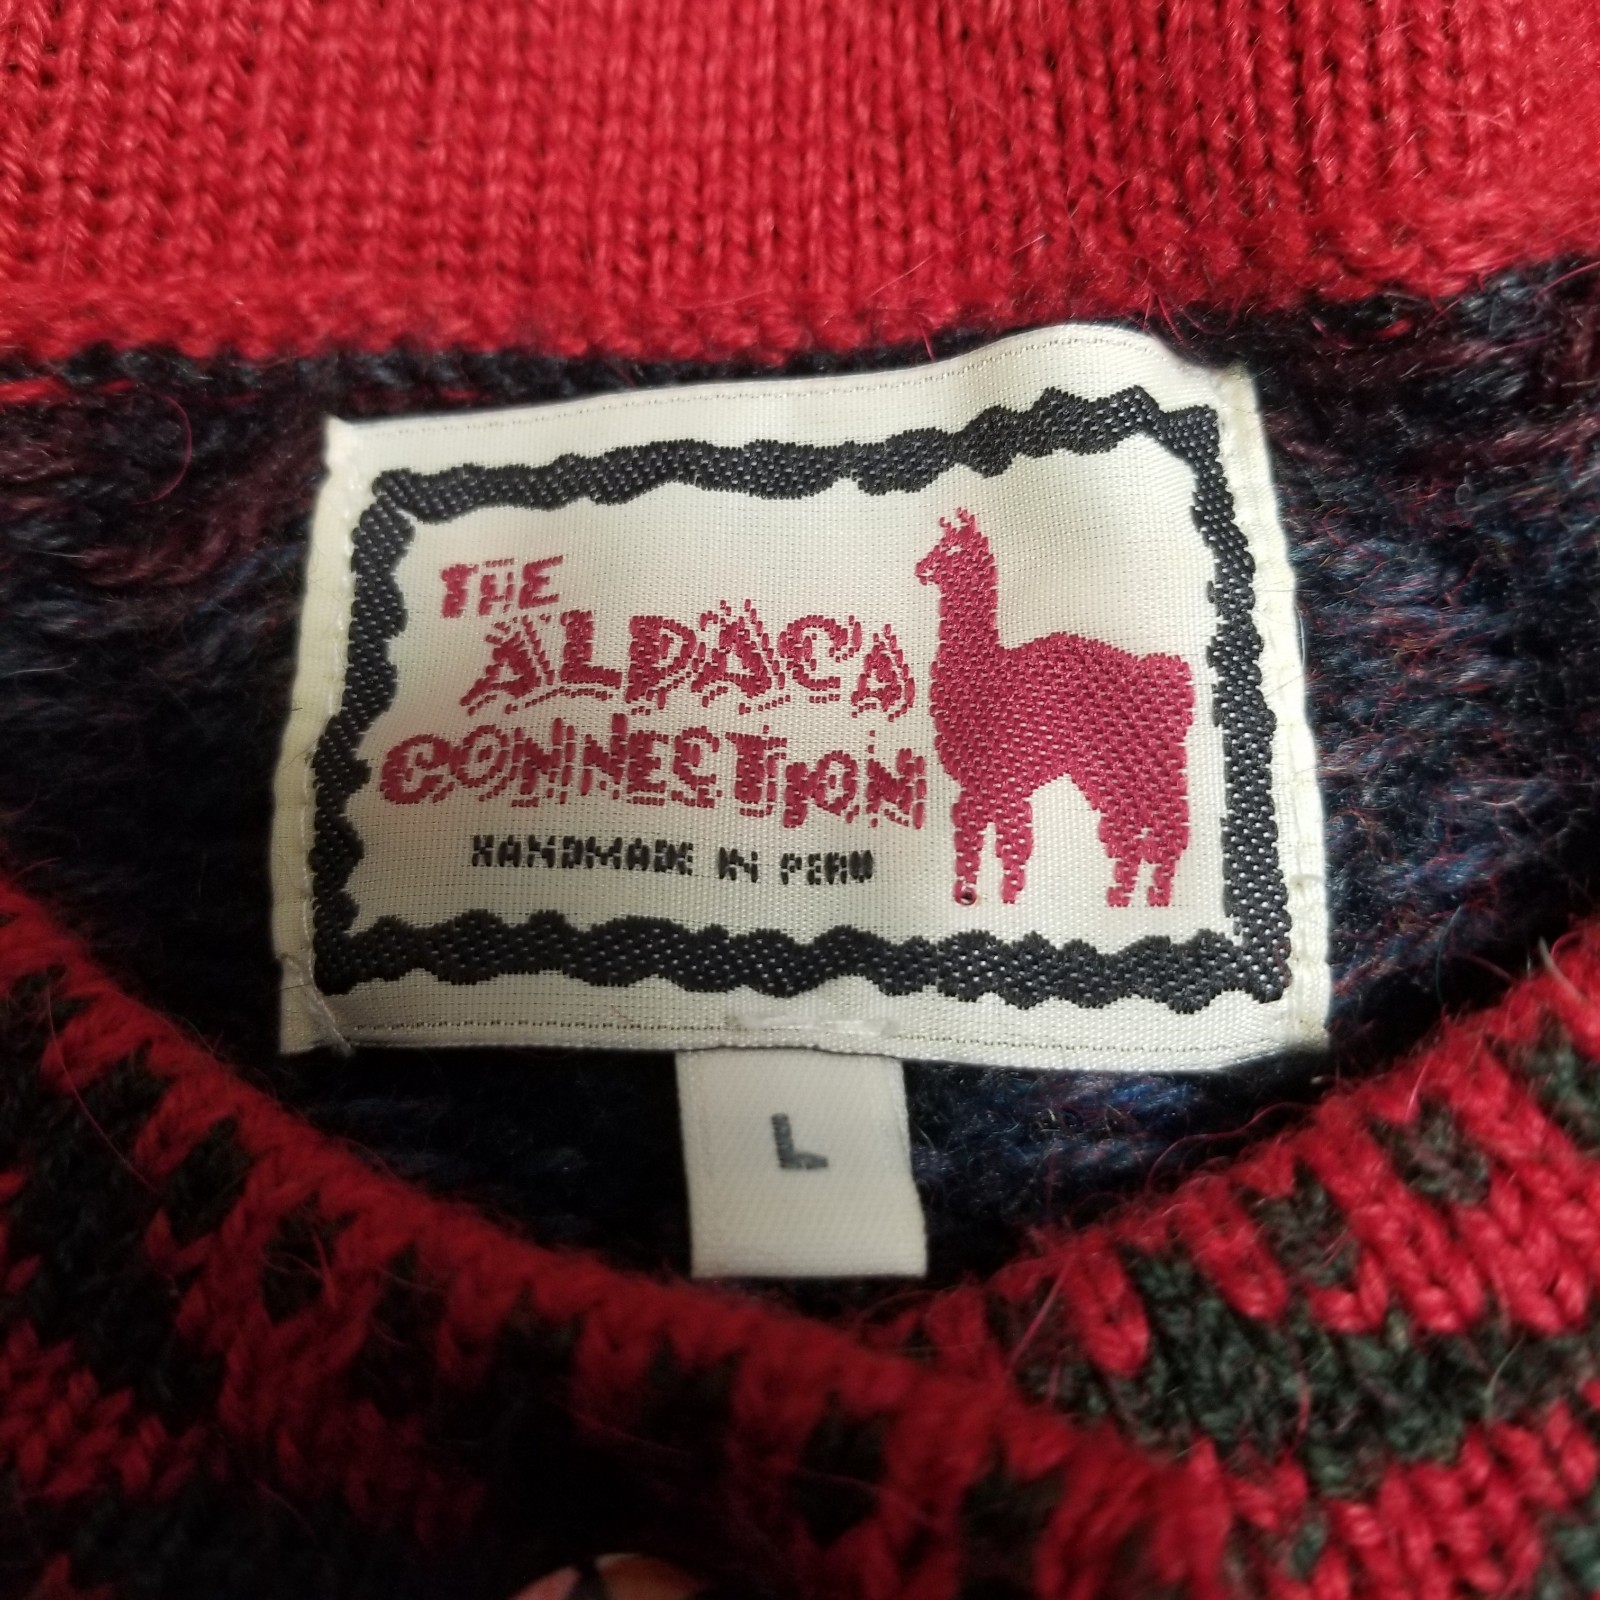 THE
ALPACA
CONNECTION
HANDMADE IN PERU
L